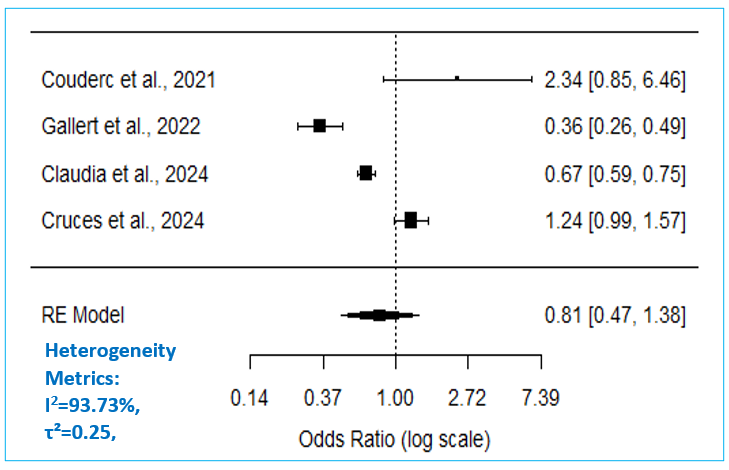 Couderc et al., 2021 2.34 [0.85, 6.46]
Gallert et al., 2022 0.36 [0.26, 0.49]
Claudia et al., 2024 0.67 [0.59, 0.75]
Cruces et al., 2024 1.24 [0.99, 1.57]
RE Model 0.81 [0.47, 1.38]
Heterogeneity
Metrics:
I²=93.73%,
τ²=0.25,
0.14 0.37 1.00 2.72 7.39
Odds Ratio (log scale)